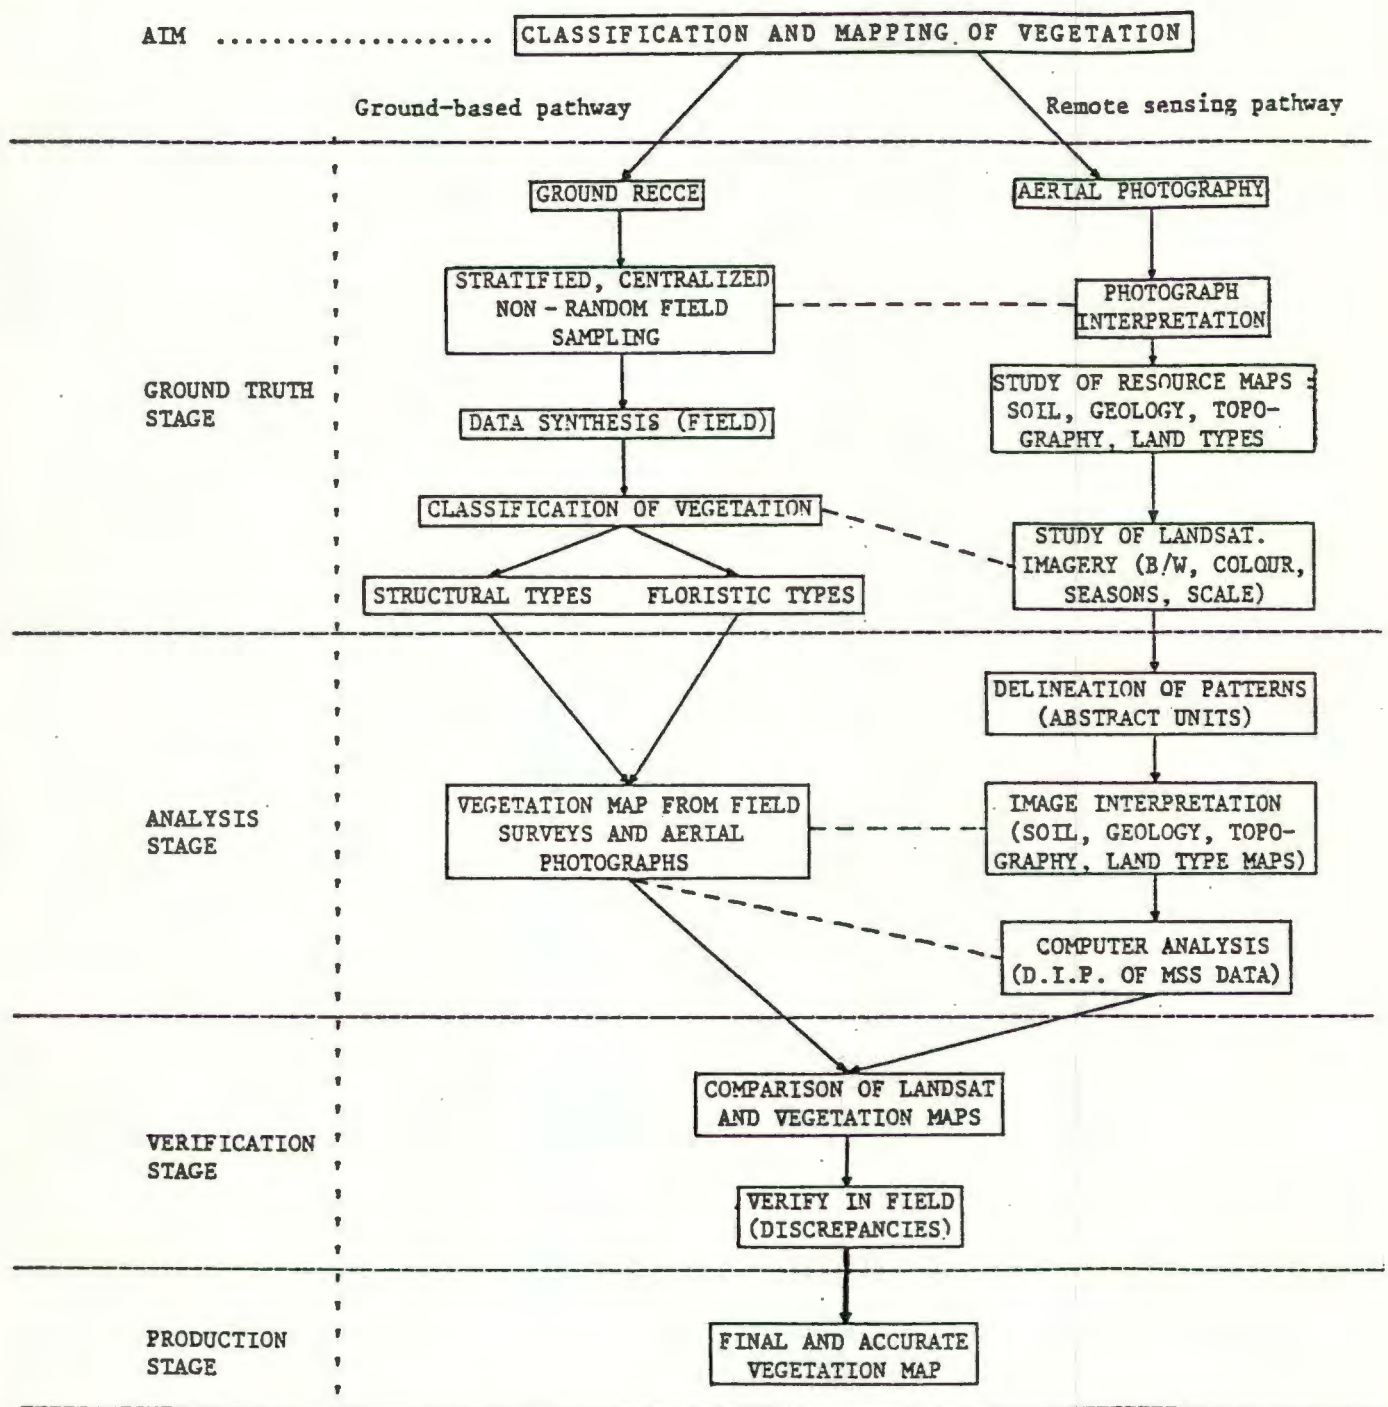 AIM .................... CLASSIFICATION AND MAPPING OF VEGETATION
Ground-based pathway
Remote sensing pathway
GROUND TRUTH
STAGE
GROUND RECCE
STRATIFIED, CENTRALIZED
NON - RANDOM FIELD
SAMPLING
DATA SYNTHESIS (FIELD)
CLASSIFICATION OF VEGETATION
STRUCTURAL TYPES FLORISTIC TYPES
AERIAL PHOTOGRAPHY
PHOTOGRAPH
INTERPRETATION
STUDY OF RESOURCE MAPS :
SOIL, GEOLOGY, TOPO-
GRAPHY, LAND TYPES
STUDY OF LANDSAT.
IMAGERY (B/W, COLOUR,
SEASONS, SCALE)
ANALYSIS
STAGE
VEGETATION MAP FROM FIELD
SURVEYS AND AERIAL
PHOTOGRAPHS
DELINEATION OF PATTERNS
(ABSTRACT UNITS)
IMAGE INTERPRETATION
(SOIL, GEOLOGY, TOPO-
GRAPHY, LAND TYPE MAPS)
COMPUTER ANALYSIS
(D.I.P. OF MSS DATA)
VERIFICATION
STAGE
COMPARISON OF LANDSAT
AND VEGETATION MAPS
VERIFY IN FIELD
(DISCREPANCIES)
PRODUCTION
STAGE
FINAL AND ACCURATE
VEGETATION MAP